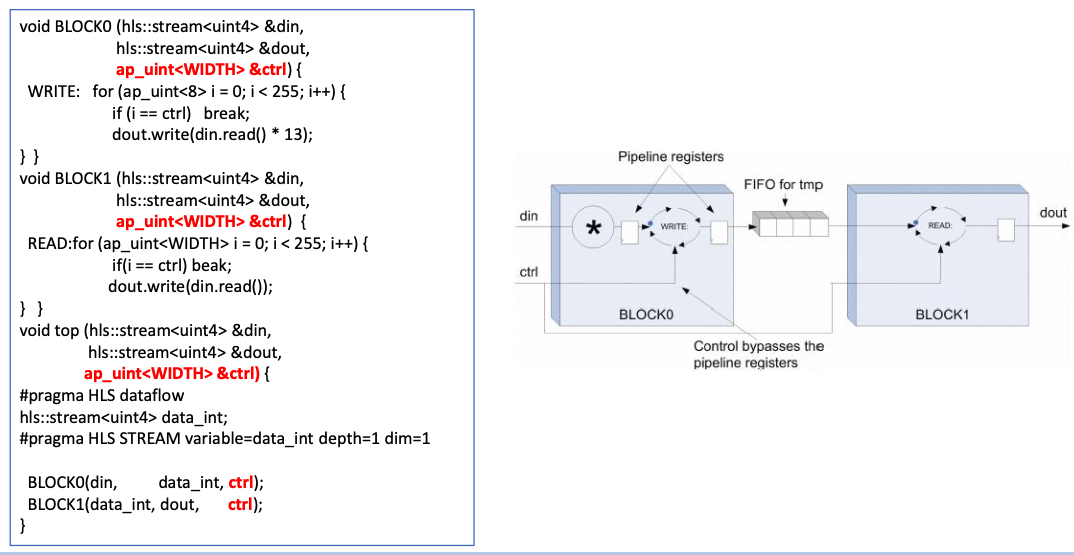 void BLOCK0 (hls::stream<uint4> &din,
hls::stream<uint4> &dout,
ap_uint<WIDTH> &ctrl) {
WRITE: for (ap_uint<8> i = 0; i < 255; i++) {
if (i == ctrl) break;
dout.write(din.read() * 13);
} }
void BLOCK1 (hls::stream<uint4> &din,
hls::stream<uint4> &dout,
ap_uint<WIDTH> &ctrl) {
READ:for (ap_uint<WIDTH> i = 0; i < 255; i++) {
if(i == ctrl) beak;
dout.write(din.read());
} }
void top (hls::stream<uint4> &din,
hls::stream<uint4> &dout,
ap_uint<WIDTH> &ctrl) {
#pragma HLS dataflow
hls::stream<uint4> data_int;
#pragma HLS STREAM variable=data_int depth=1 dim=1
BLOCK0(din, data_int, ctrl);
BLOCK1(data_int, dout, ctrl);
}
Pipeline registers
FIFO for tmp
din
*
WRITE:
READ:
dout
ctrl
BLOCK0
BLOCK1
Control bypasses the
pipeline registers